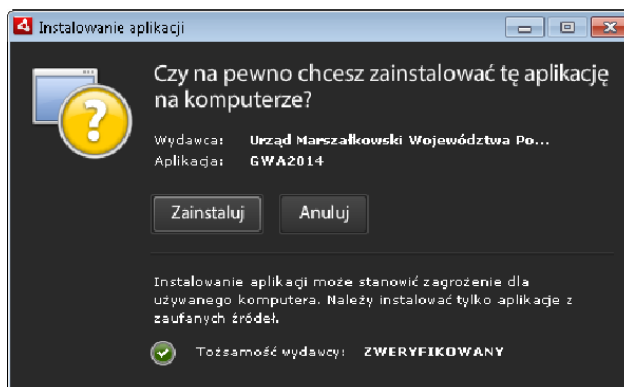 Instalowanie aplikacji
Czy na pewno chcesz zainstalować tę aplikację
na komputerze?
Wydawca: Urząd Marszałkowski Województwa Po...
Aplikacja: GWA2014
Zainstaluj Anuluj
Instalowanie aplikacji może stanowić zagrożenie dla
używanego komputera. Należy instalować tylko aplikacje z
zaufanych źródeł.
Tożsamość wydawcy: ZWERYFIKOWANY